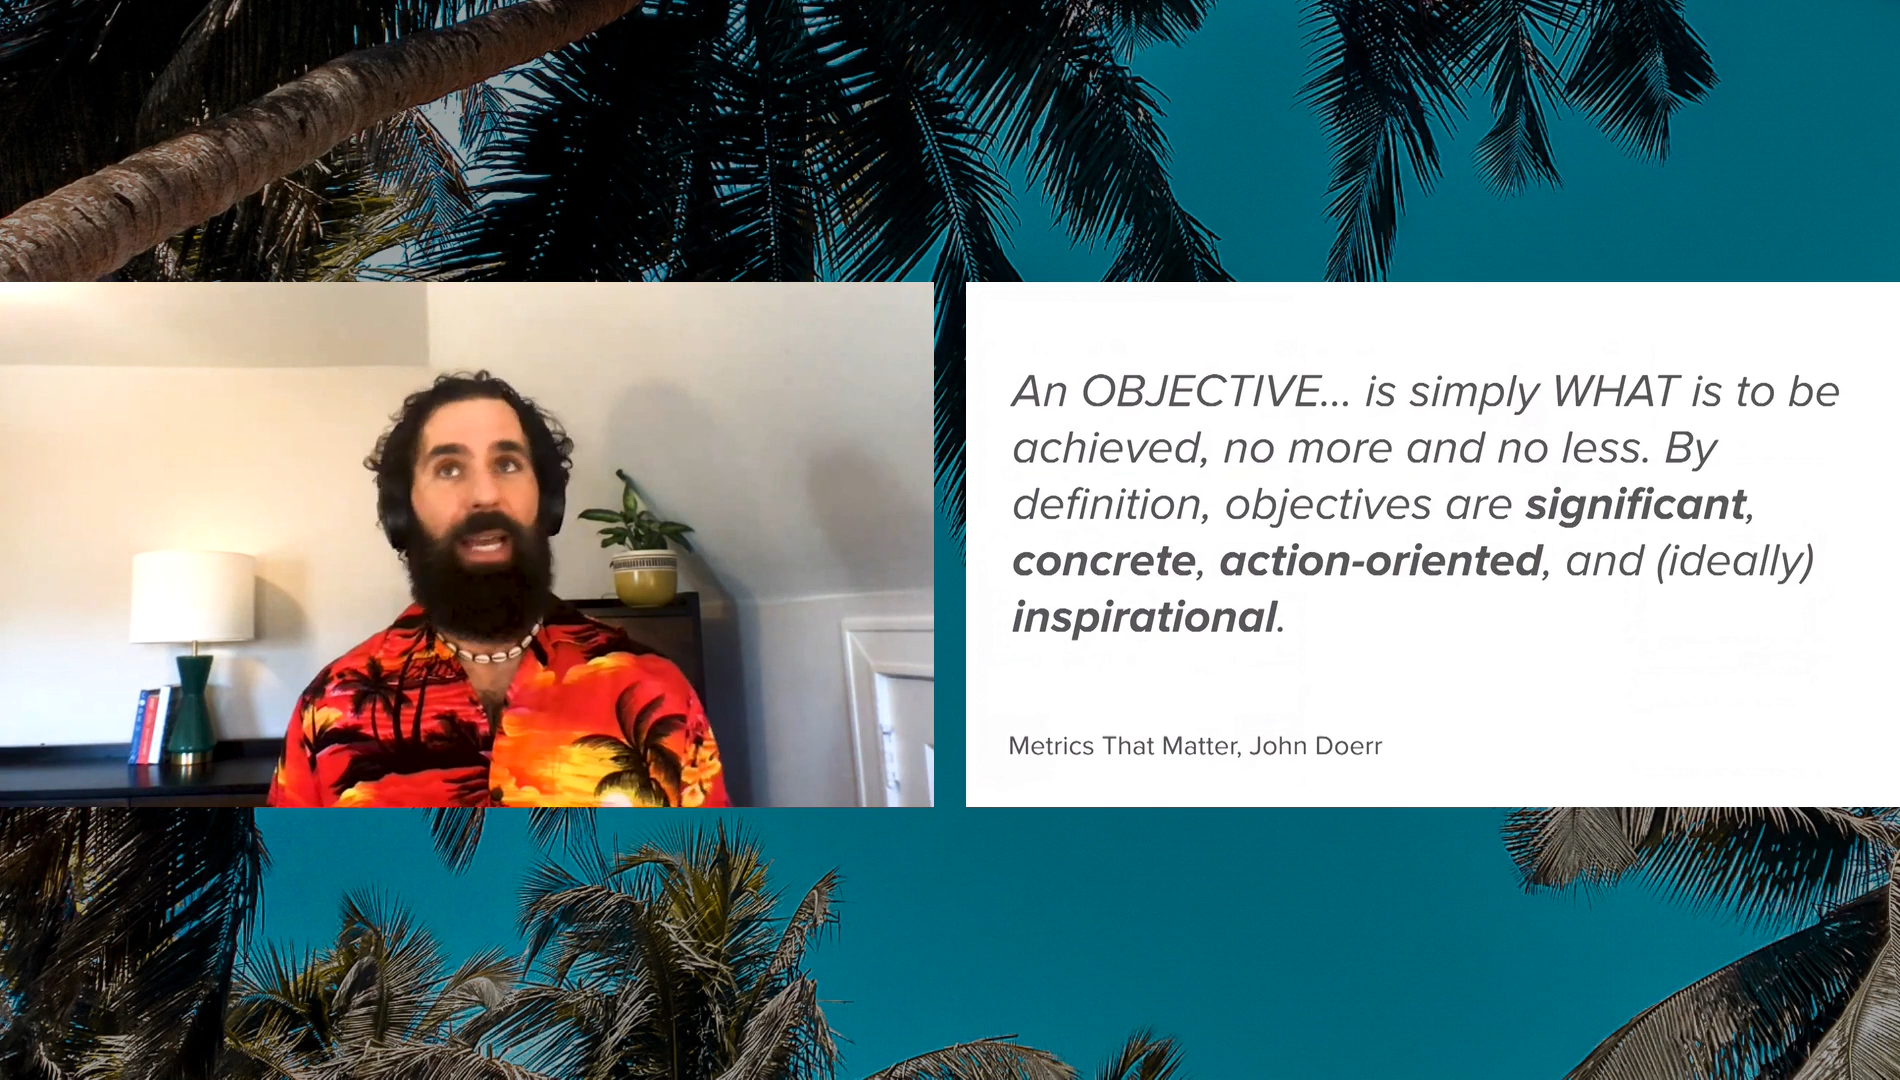 An OBJECTIVE... is simply WHAT is to be
achieved, no more and no less. By
definition, objectives are significant,
concrete, action-oriented, and (ideally)
inspirational.
Metrics That Matter, John Doerr